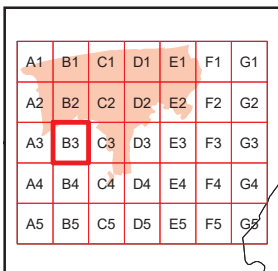 A1 B1 C1 D1 E1 F1 G1
A2 B2 C2 D2 E2 F2 G2
A3 B3 C3 D3 E3 F3 G3
A4 B4 C4 D4 E4 F4 G4
A5 B5 C5 D5 E5 F5 G5